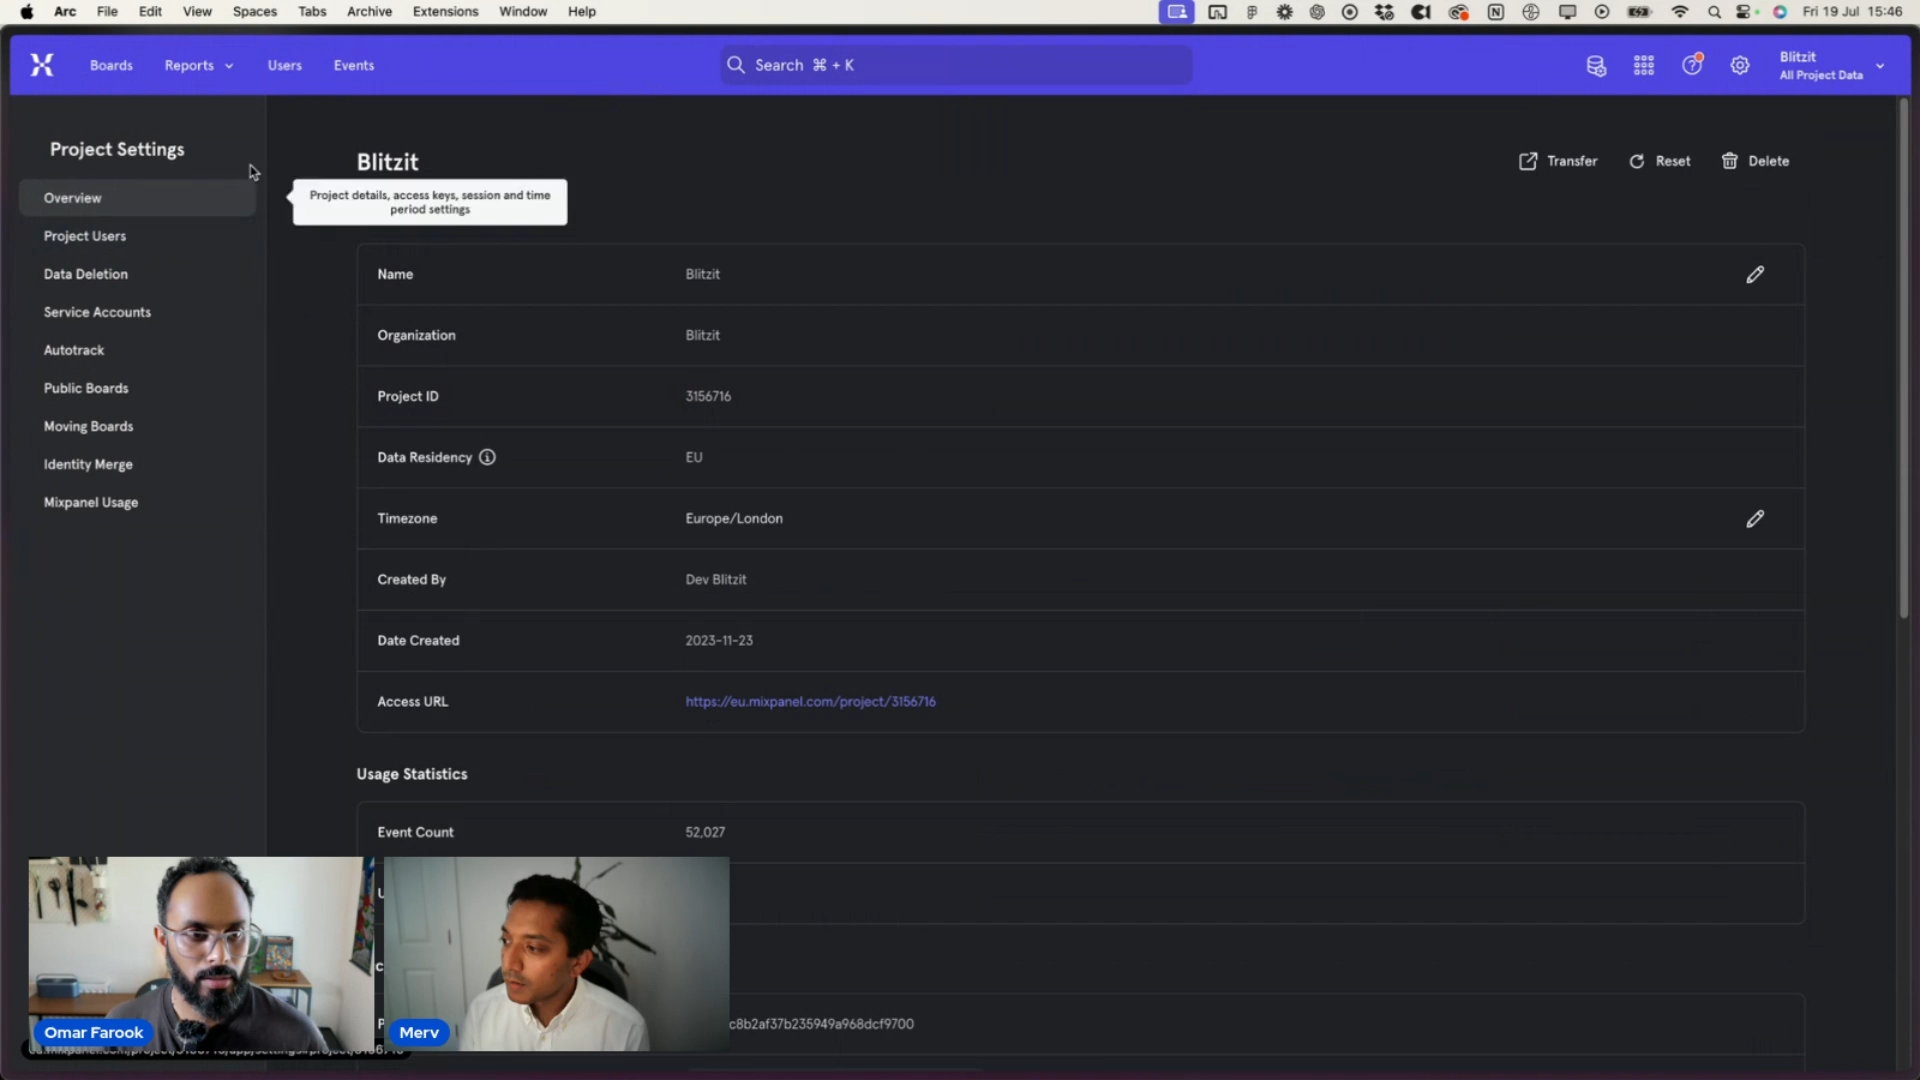 Arc File Edit View Spaces Tabs Archive Extensions Window Help Fri 19 Jul 15:46
Boards Reports Users Events Search ⌘ + K Blitzit
All Project Data
Project Settings
Overview
Project Users
Data Deletion
Service Accounts
Autotrack
Public Boards
Moving Boards
Identity Merge
Mixpanel Usage
Blitzit
Transfer Reset Delete
Project details, access keys, session and time
period settings
Name Blitzit
Organization Blitzit
Project ID 3156716
Data Residency EU
Timezone Europe/London
Created By Dev Blitzit
Date Created 2023-11-23
Access URL https://eu.mixpanel.com/project/3156716
Usage Statistics
Event Count 52,027
c8b2af37b235949a968dcf9700
Omar Farook
Merv